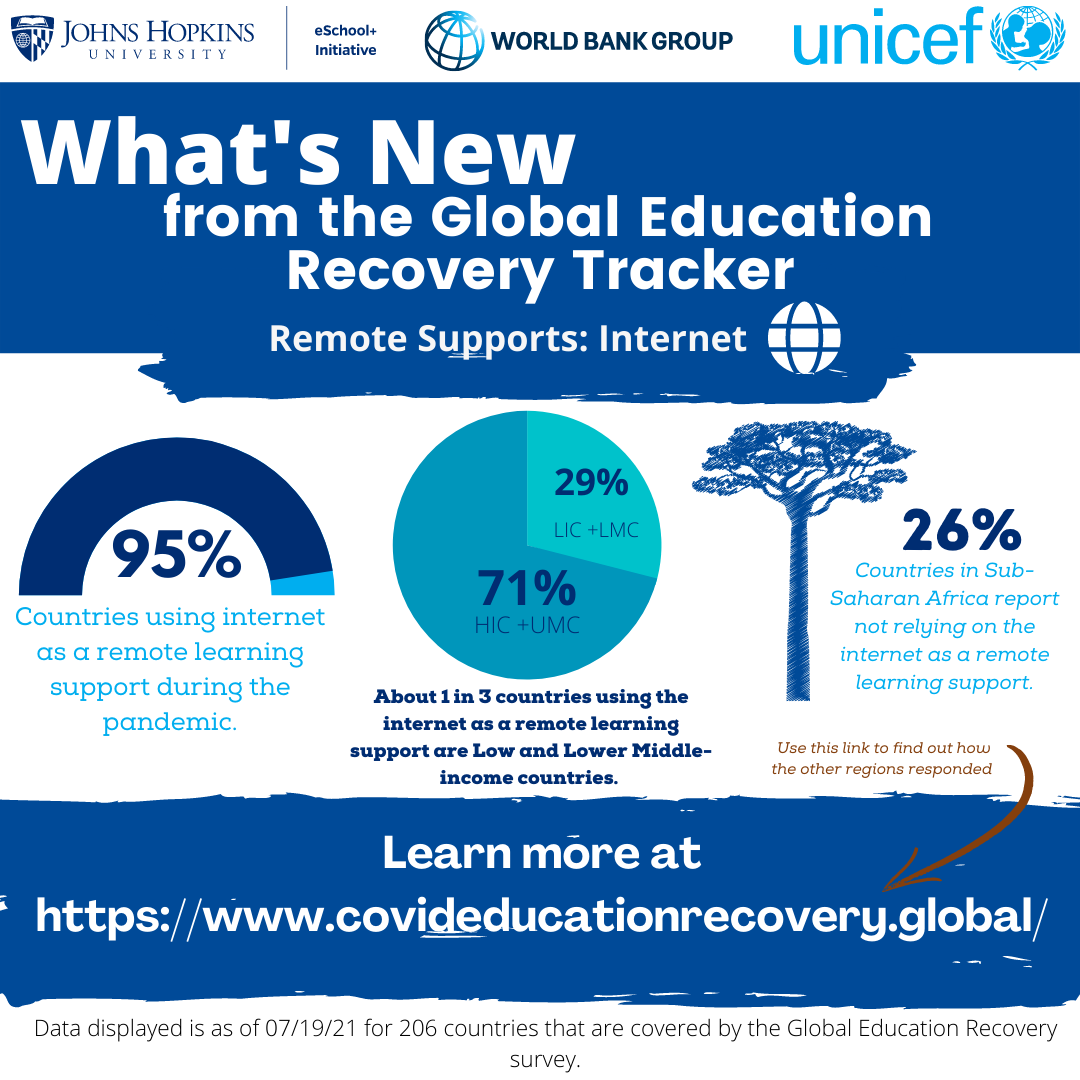 JOHNS HOPKINS
UNIVERSITY
eSchool+
Initiative
WORLD BANK GROUP
unicef
What's New
from the Global Education
Recovery Tracker
Remote Supports: Internet
95%
Countries using internet
as a remote learning
support during the
pandemic.
29%
LIC +LMC
71%
HIC +UMC
About 1 in 3 countries using the
internet as a remote learning
support are Low and Lower Middle-
income countries.
26%
Countries in Sub-
Saharan Africa report
not relying on the
internet as a remote
learning support.
Use this link to find out how
the other regions responded
Learn more at
https://www.covideducationrecovery.global/
Data displayed is as of 07/19/21 for 206 countries that are covered by the Global Education Recovery
survey.